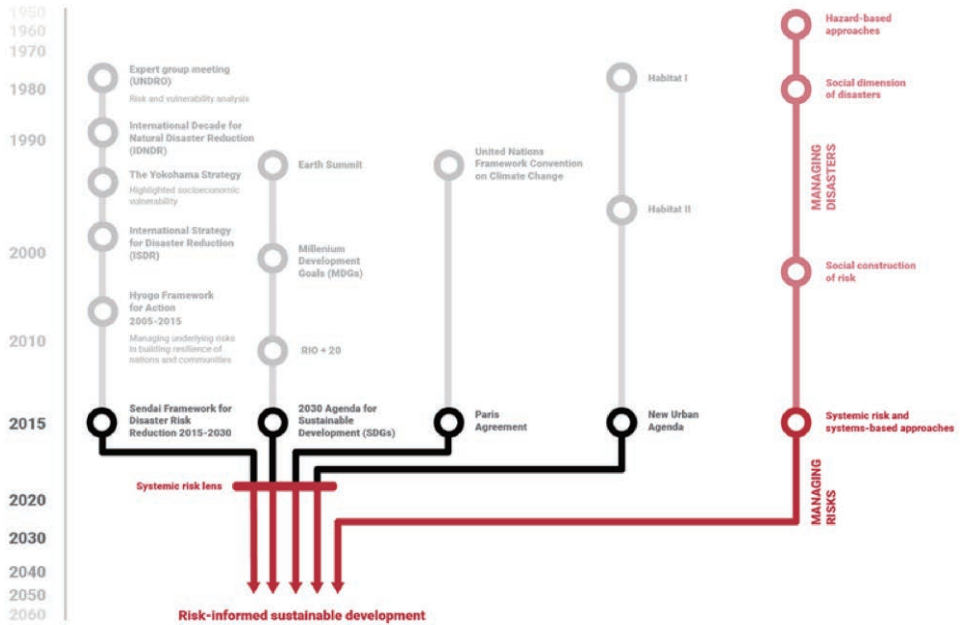 1950
1960
1970
1980
1990
2000
2010
2015
2020
2030
2040
2050
2060
Expert group meeting
(UNDRO)
Risk and vulnerability analysis
International Decade for
Natural Disaster Reduction
(IDNDR)
The Yokohama Strategy
Highlighted socioeconomic
vulnerability
International Strategy
for Disaster Reduction
(ISDR)
Hyogo Framework
for Action
2005-2015
Managing underlying risks
in building resilience of
nations and communities
Sendai Framework for
Disaster Risk
Reduction 2015-2030
Earth Summit
Millenium
Development
Goals (MDGs)
RIO + 20
2030 Agenda for
Sustainable
Development (SDGs)
United Nations
Framework Convention
on Climate Change
Paris
Agreement
Habitat I
Habitat II
New Urban
Agenda
Hazard-based
approaches
Social dimension
of disasters
MANAGING
DISASTERS
Social construction
of risk
Systemic risk and
systems-based approaches
MANAGING
RISKS
Systemic risk lens
Risk-informed sustainable development